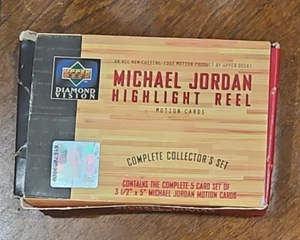 AN ALL-NEW CUTTING-EDGE MOTION PRODUCT BY UPPER DECK!
UPPER DECK
DIAMOND
VISION
MICHAEL JORDAN
HIGHLIGHT REEL
MOTION CARDS
COMPLETE COLLECTOR'S SET
CONTAINS THE COMPLETE 5 CARD SET OF
3 1/2" x 5" MICHAEL JORDAN MOTION CARDS